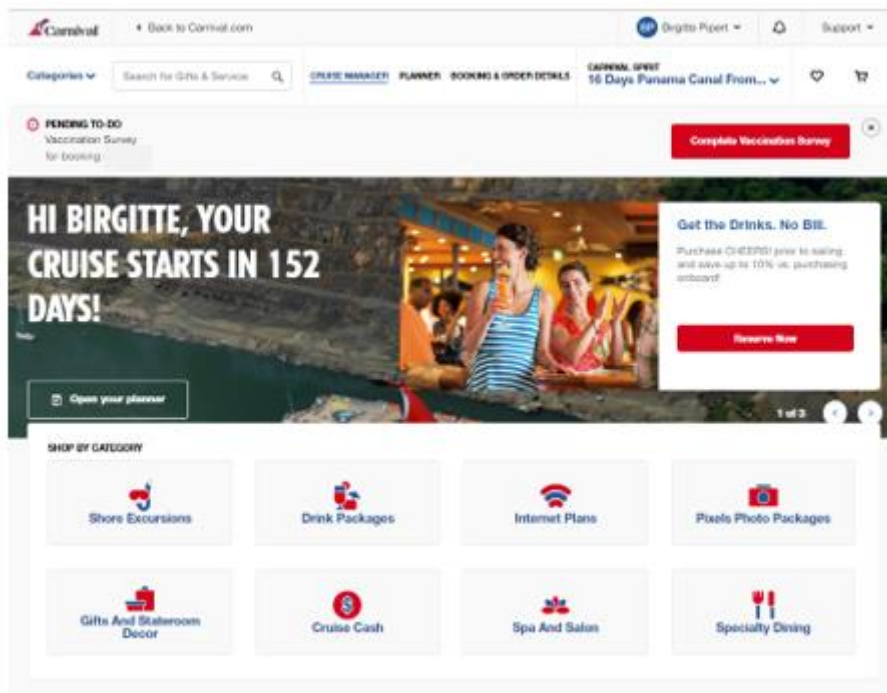 Carnival
Back to Carnival.com
BP Birgitte Pipert
Support
Categories
Search for Gifts & Service
CRUISE MANAGER
PLANNER
BOOKING & ORDER DETAILS
CARNIVAL SPIRIT
16 Days Panama Canal From...
PENDING TO-DO
Vaccination Survey
for booking
Complete Vaccination Survey
HI BIRGITTE, YOUR
CRUISE STARTS IN 152
DAYS!
Open your planner
Get the Drinks. No Bill.
Purchase CHEERS! prior to sailing
and save up to 10% vs. purchasing
onboard!
Reserve Now
1 of 3
SHOP BY CATEGORY
Shore Excursions
Drink Packages
Internet Plans
Pixels Photo Packages
Gifts And Stateroom
Decor
Cruise Cash
Spa And Salon
Specialty Dining